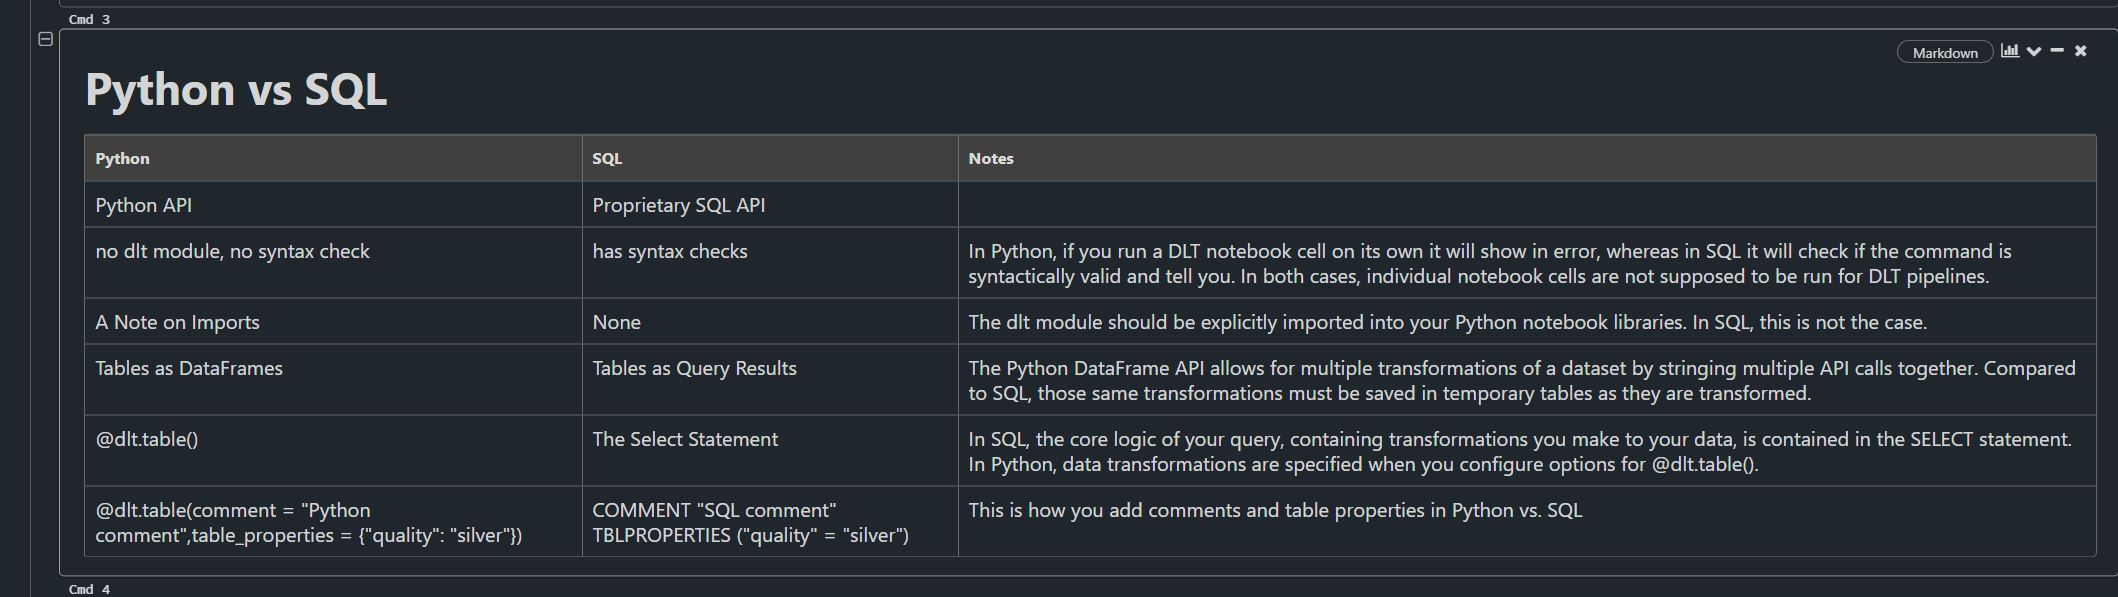 Cmd 3
Markdown
Python vs SQL
Python SQL Notes
Python API Proprietary SQL API
no dlt module, no syntax check has syntax checks In Python, if you run a DLT notebook cell on its own it will show in error, whereas in SQL it will check if the command is
syntactically valid and tell you. In both cases, individual notebook cells are not supposed to be run for DLT pipelines.
A Note on Imports None The dlt module should be explicitly imported into your Python notebook libraries. In SQL, this is not the case.
Tables as DataFrames Tables as Query Results The Python DataFrame API allows for multiple transformations of a dataset by stringing multiple API calls together. Compared
to SQL, those same transformations must be saved in temporary tables as they are transformed.
@dlt.table() The Select Statement In SQL, the core logic of your query, containing transformations you make to your data, is contained in the SELECT statement.
In Python, data transformations are specified when you configure options for @dlt.table().
@dlt.table(comment = "Python COMMENT "SQL comment" This is how you add comments and table properties in Python vs. SQL
comment",table_properties = {"quality": "silver"}) TBLPROPERTIES ("quality" = "silver")
Cmd 4